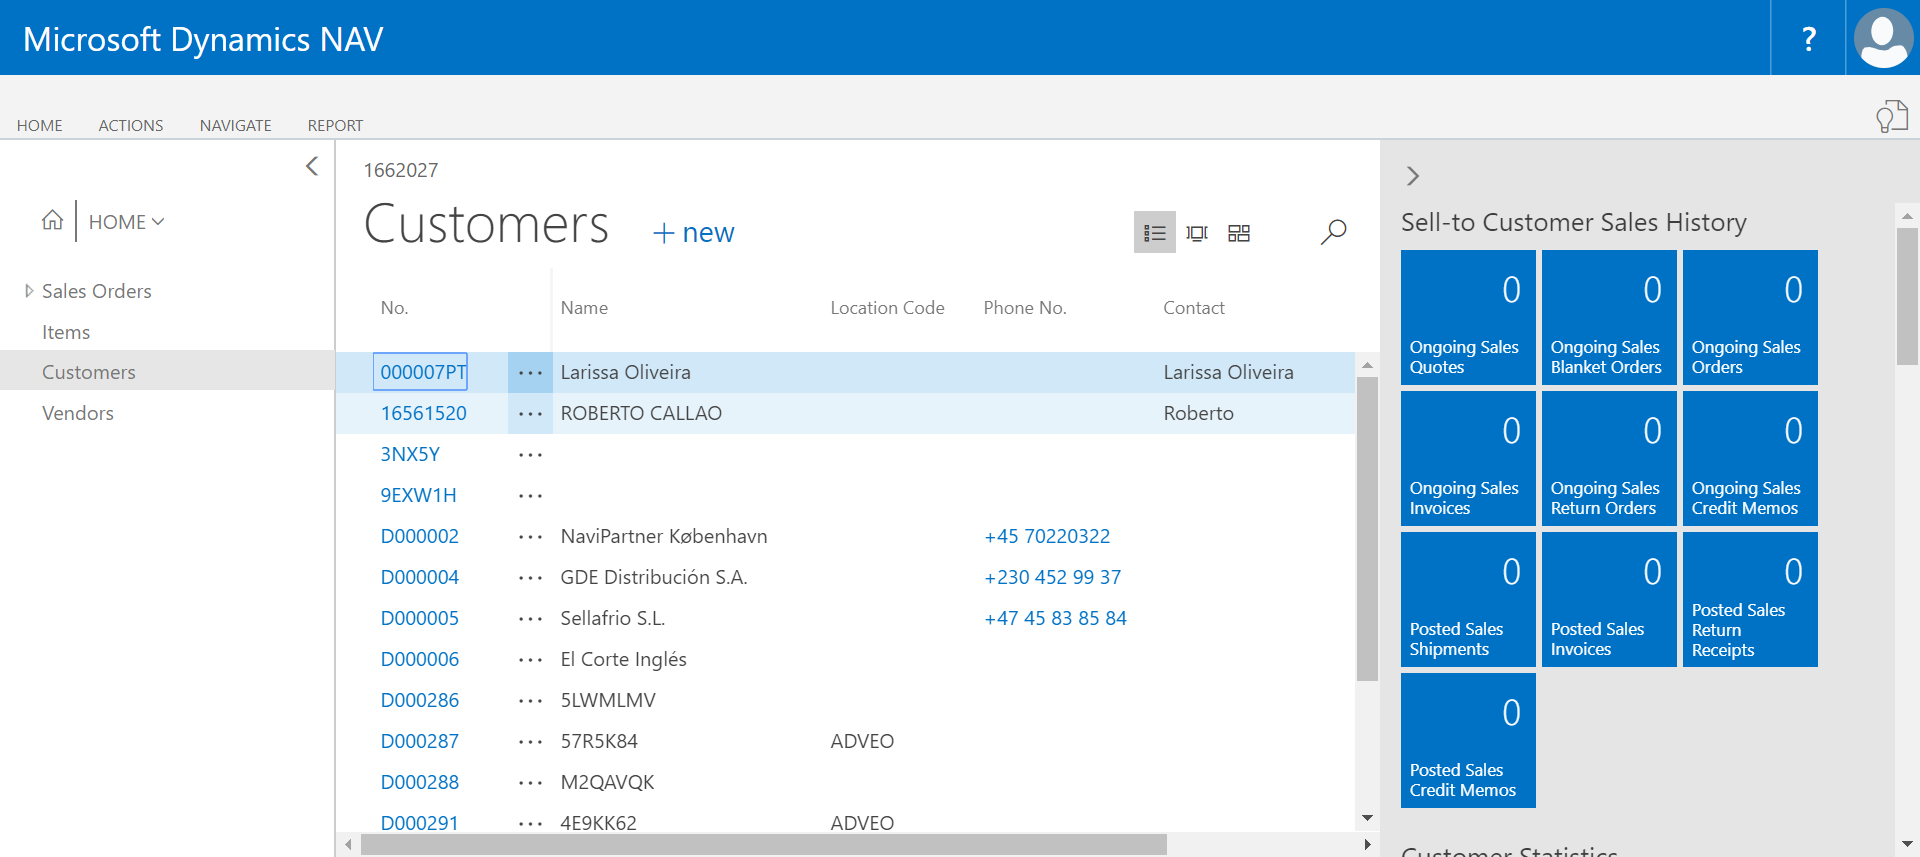 Microsoft Dynamics NAV
?
HOME ACTIONS NAVIGATE REPORT
HOME
Sales Orders
Items
Customers
Vendors
1662027
Customers + new
No. Name Location Code Phone No. Contact
000007PT ... Larissa Oliveira Larissa Oliveira
16561520 ... ROBERTO CALLAO Roberto
3NX5Y ...
9EXW1H ...
D000002 ... NaviPartner København +45 70220322
D000004 ... GDE Distribución S.A. +230 452 99 37
D000005 ... Sellafrio S.L. +47 45 83 85 84
D000006 ... El Corte Inglés
D000286 ... 5LWMLMV
D000287 ... 57R5K84 ADVEO
D000288 ... M2QAVQK
D000291 ... 4E9KK62 ADVEO
Sell-to Customer Sales History
0
Ongoing Sales
Quotes
0
Ongoing Sales
Blanket Orders
0
Ongoing Sales
Orders
0
Ongoing Sales
Invoices
0
Ongoing Sales
Return Orders
0
Ongoing Sales
Credit Memos
0
Posted Sales
Shipments
0
Posted Sales
Invoices
0
Posted Sales
Return
Receipts
0
Posted Sales
Credit Memos
Customer Statistics